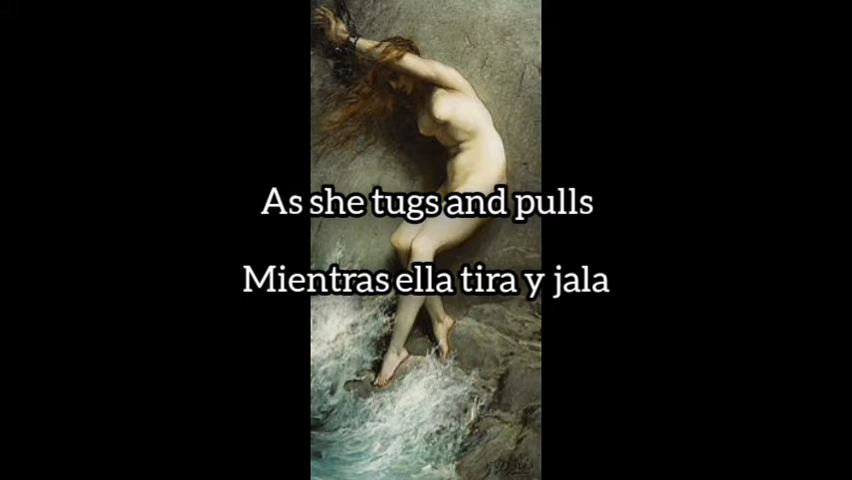 As she tugs and pulls
Mientras ella tira y jala